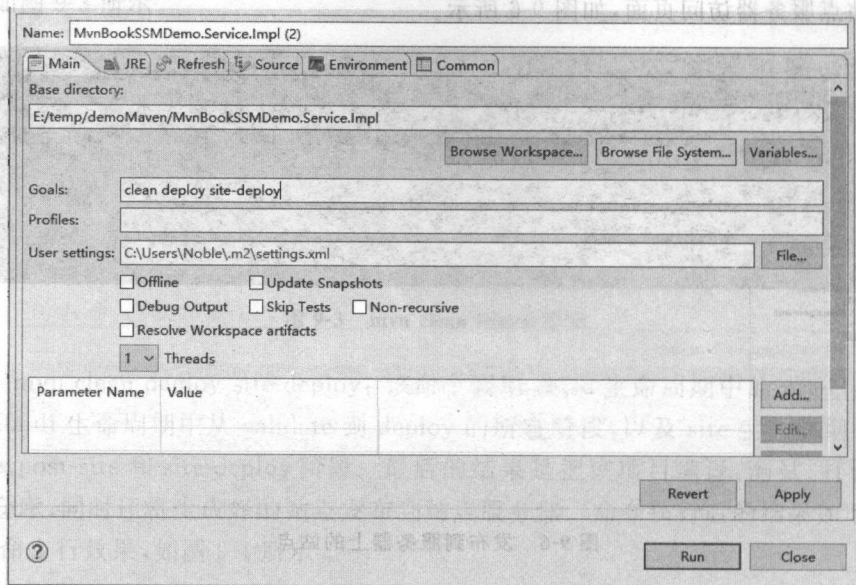 Name: MvnBookSSMDemo.Service.Impl (2)
Main JRE Refresh Source Environment Common
Base directory:
E:/temp/demoMaven/MvnBookSSMDemo.Service.Impl
Browse Workspace... Browse File System... Variables...
Goals: clean deploy site-deploy
Profiles:
User settings: C:\Users\Noble\.m2\settings.xml File...
Offline Update Snapshots
Debug Output Skip Tests Non-recursive
Resolve Workspace artifacts
1 Threads
Parameter Name Value Add...
Edit...
Revert Apply
Run Close